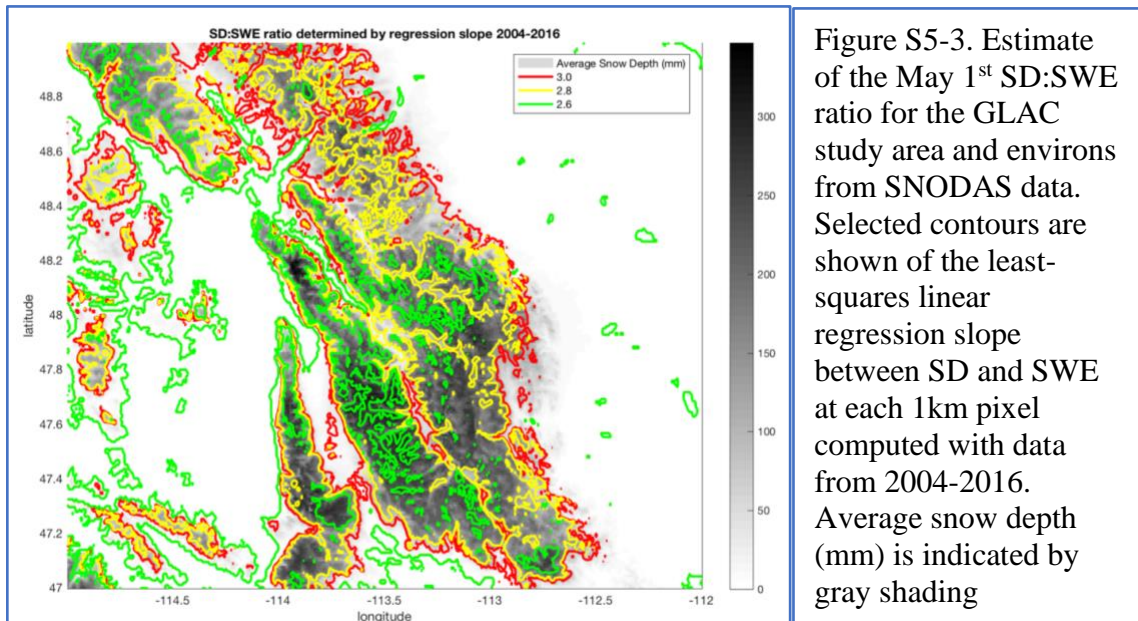 SD:SWE ratio determined by regression slope 2004-2016
Average Snow Depth (mm)
3.0
2.8
2.6
latitude
48.8
48.6
48.4
48.2
48
47.8
47.6
47.4
47.2
47
-114.5
-114
-113.5
-113
-112.5
-112
longitude
300
250
200
150
100
50
0
Figure S5-3. Estimate
of the May 1st SD:SWE
ratio for the GLAC
study area and environs
from SNODAS data.
Selected contours are
shown of the least-
squares linear
regression slope
between SD and SWE
at each 1km pixel
computed with data
from 2004-2016.
Average snow depth
(mm) is indicated by
gray shading